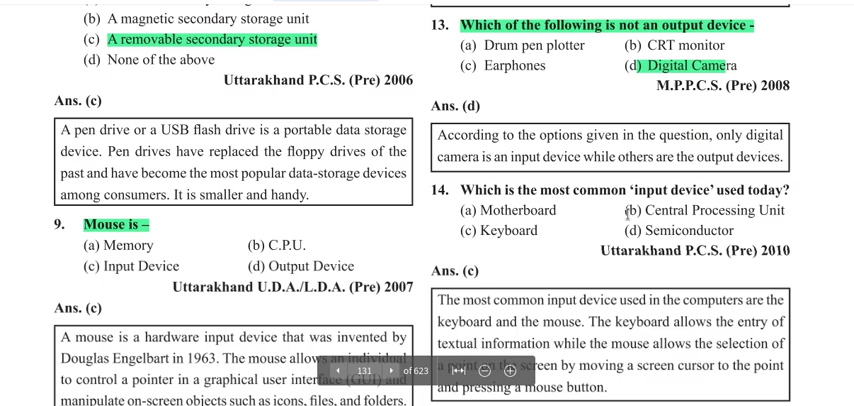 (b) A magnetic secondary storage unit
(c) A removable secondary storage unit
(d) None of the above
Uttarakhand P.C.S. (Pre) 2006
Ans. (c)
A pen drive or a USB flash drive is a portable data storage
device. Pen drives have replaced the floppy drives of the
past and have become the most popular data-storage devices
among consumers. It is smaller and handy.
9. Mouse is –
(a) Memory (b) C.P.U.
(c) Input Device (d) Output Device
Uttarakhand U.D.A./L.D.A. (Pre) 2007
Ans. (c)
A mouse is a hardware input device that was invented by
Douglas Engelbart in 1963. The mouse allows an individual
to control a pointer in a graphical user interface (GUI) and
manipulate on-screen objects such as icons, files, and folders.
13. Which of the following is not an output device -
(a) Drum pen plotter (b) CRT monitor
(c) Earphones (d) Digital Camera
M.P.P.C.S. (Pre) 2008
Ans. (d)
According to the options given in the question, only digital
camera is an input device while others are the output devices.
14. Which is the most common ‘input device’ used today?
(a) Motherboard (b) Central Processing Unit
(c) Keyboard (d) Semiconductor
Uttarakhand P.C.S. (Pre) 2010
Ans. (c)
The most common input device used in the computers are the
keyboard and the mouse. The keyboard allows the entry of
textual information while the mouse allows the selection of
a point on the screen by moving a screen cursor to the point
and pressing a mouse button.
131 of 623